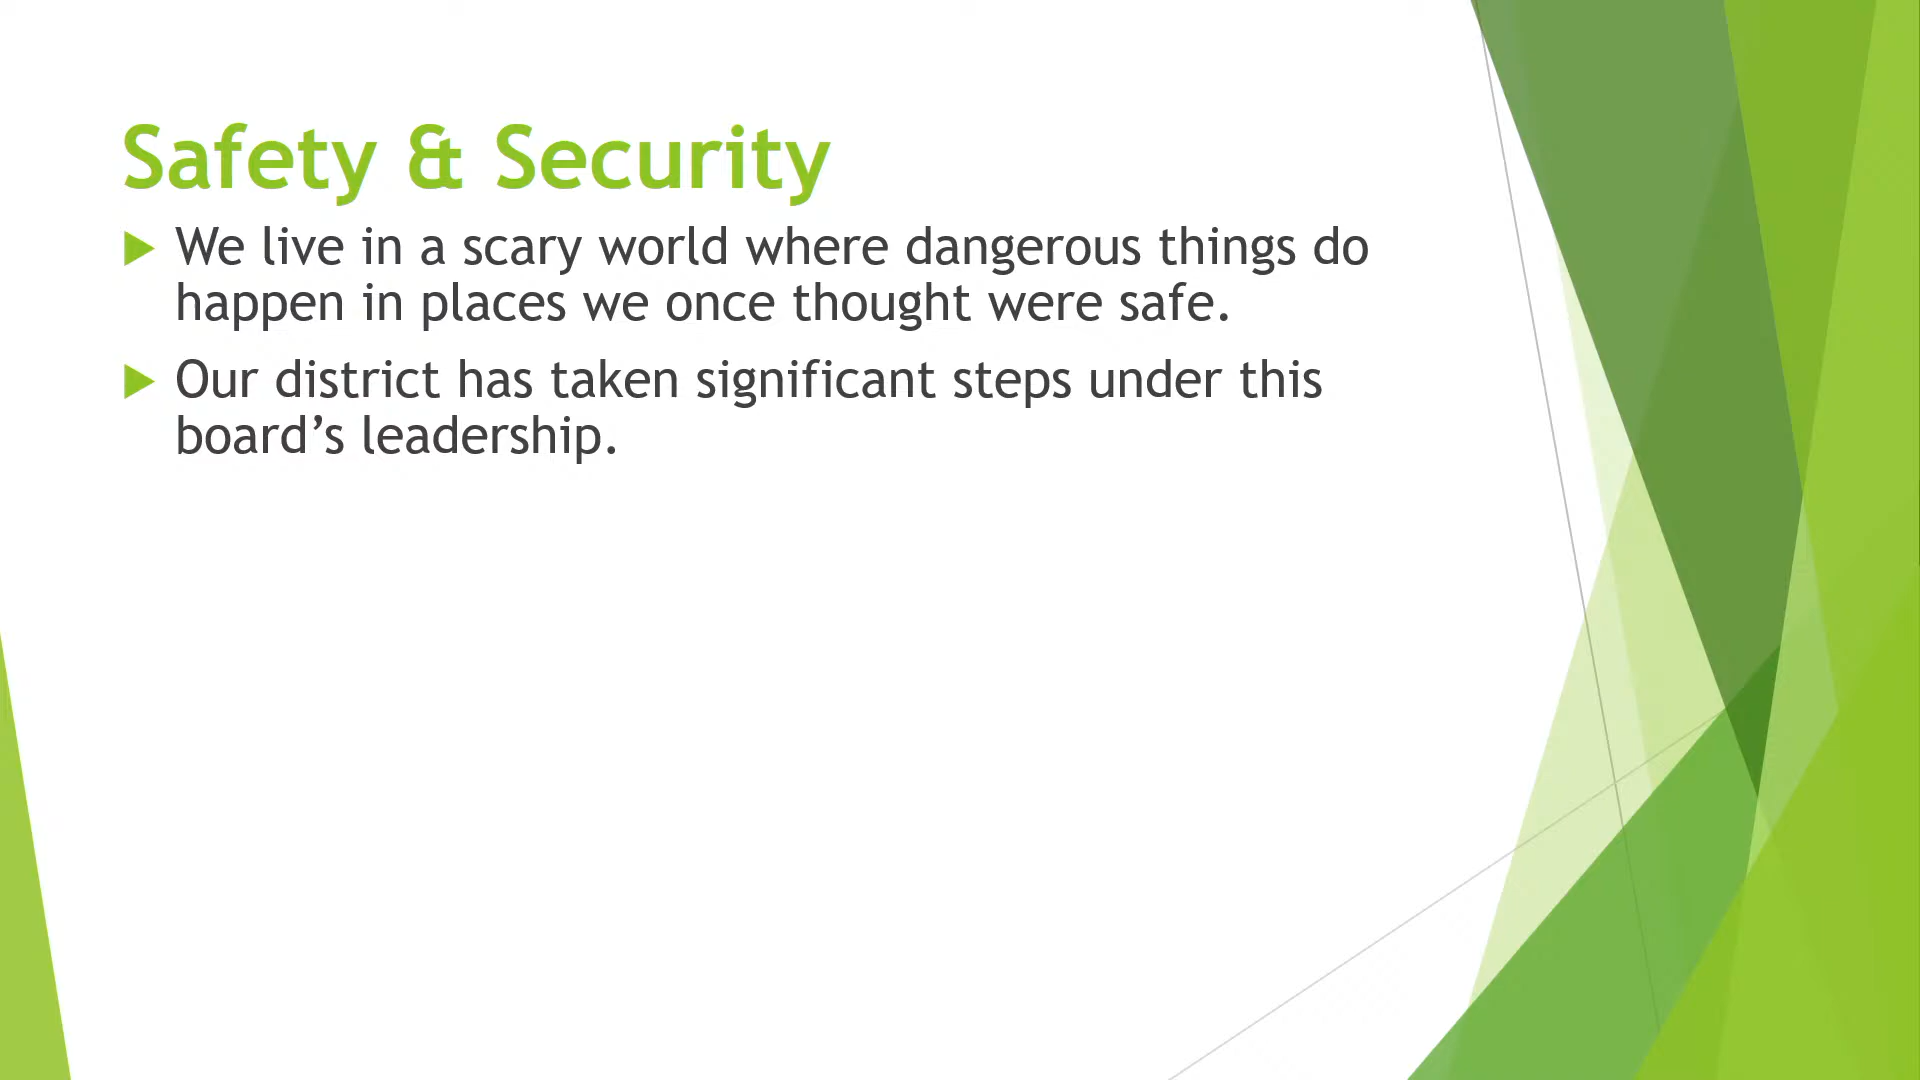 Safety & Security
We live in a scary world where dangerous things do
happen in places we once thought were safe.
Our district has taken significant steps under this
board’s leadership.